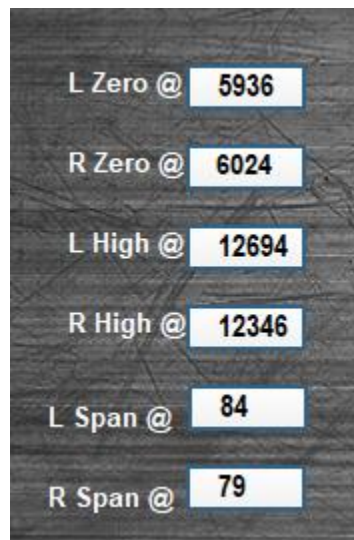 L Zero @ 5936
R Zero @ 6024
L High @ 12694
R High @ 12346
L Span @ 84
R Span @ 79